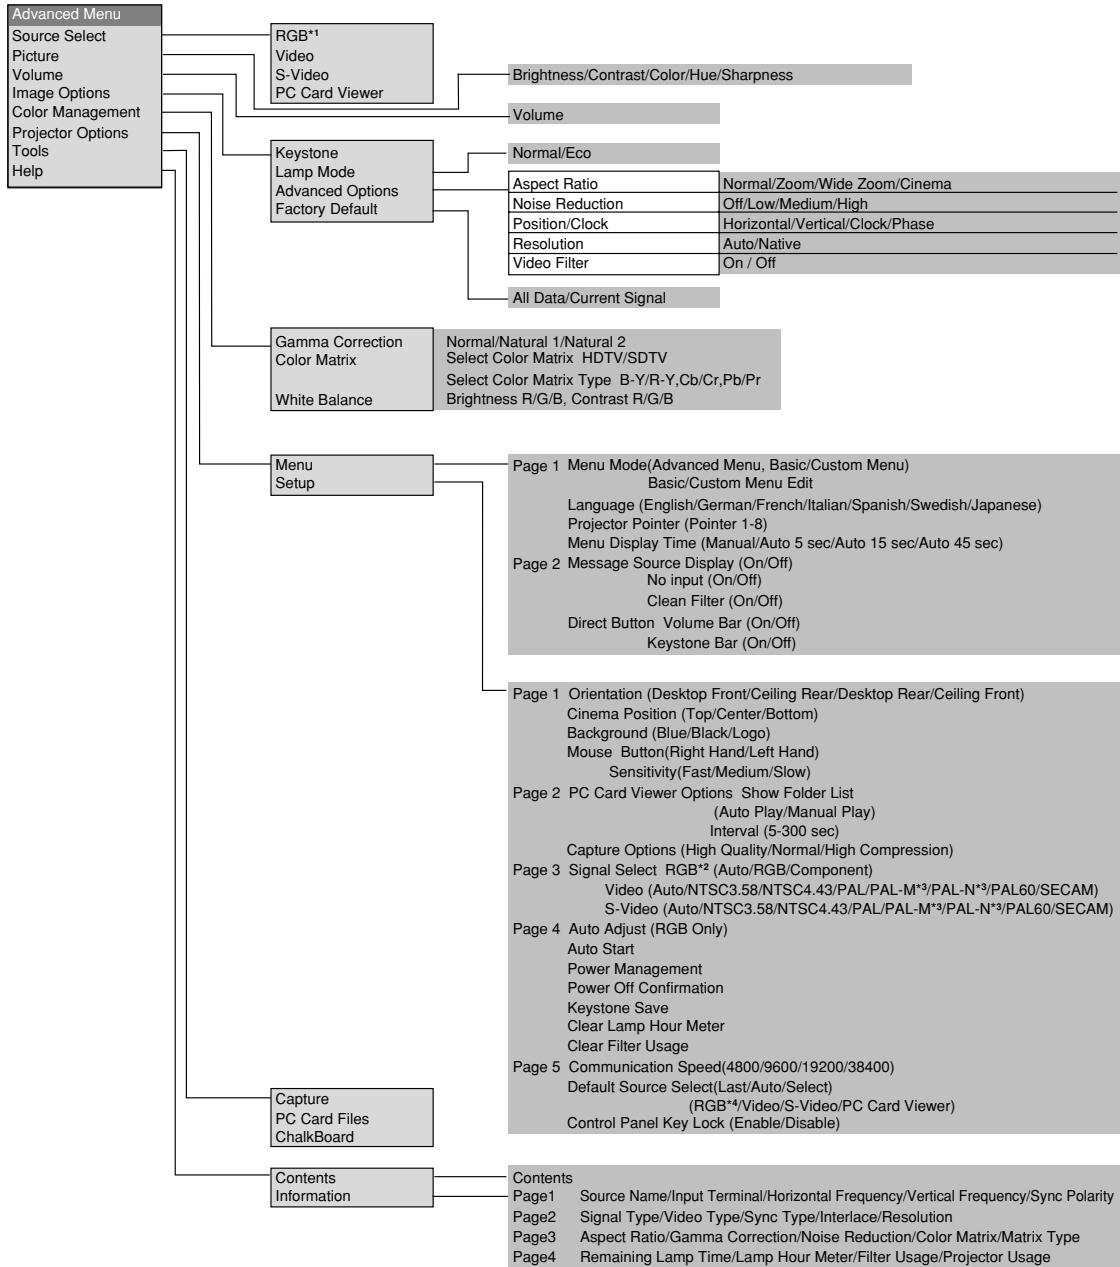 Advanced Menu
Source Select
Picture
Volume
Image Options
Color Management
Projector Options
Tools
Help
RGB*1
Video
S-Video
PC Card Viewer
Brightness/Contrast/Color/Hue/Sharpness
Volume
Keystone
Lamp Mode
Advanced Options
Factory Default
Normal/Eco
Aspect Ratio Normal/Zoom/Wide Zoom/Cinema
Noise Reduction Off/Low/Medium/High
Position/Clock Horizontal/Vertical/Clock/Phase
Resolution Auto/Native
Video Filter On / Off
All Data/Current Signal
Gamma Correction Normal/Natural 1/Natural 2
Color Matrix Select Color Matrix HDTV/SDTV
Select Color Matrix Type B-Y/R-Y,Cb/Cr,Pb/Pr
White Balance Brightness R/G/B, Contrast R/G/B
Menu
Setup
Page 1 Menu Mode(Advanced Menu, Basic/Custom Menu)
Basic/Custom Menu Edit
Language (English/German/French/Italian/Spanish/Swedish/Japanese)
Projector Pointer (Pointer 1-8)
Menu Display Time (Manual/Auto 5 sec/Auto 15 sec/Auto 45 sec)
Page 2 Message Source Display (On/Off)
No input (On/Off)
Clean Filter (On/Off)
Direct Button Volume Bar (On/Off)
Keystone Bar (On/Off)
Page 1 Orientation (Desktop Front/Ceiling Rear/Desktop Rear/Ceiling Front)
Cinema Position (Top/Center/Bottom)
Background (Blue/Black/Logo)
Mouse Button(Right Hand/Left Hand)
Sensitivity(Fast/Medium/Slow)
Page 2 PC Card Viewer Options Show Folder List
(Auto Play/Manual Play)
Interval (5-300 sec)
Capture Options (High Quality/Normal/High Compression)
Page 3 Signal Select RGB*2 (Auto/RGB/Component)
Video (Auto/NTSC3.58/NTSC4.43/PAL/PAL-M*3/PAL-N*3/PAL60/SECAM)
S-Video (Auto/NTSC3.58/NTSC4.43/PAL/PAL-M*3/PAL-N*3/PAL60/SECAM)
Page 4 Auto Adjust (RGB Only)
Auto Start
Power Management
Power Off Confirmation
Keystone Save
Clear Lamp Hour Meter
Clear Filter Usage
Page 5 Communication Speed(4800/9600/19200/38400)
Default Source Select(Last/Auto/Select)
(RGB*4/Video/S-Video/PC Card Viewer)
Control Panel Key Lock (Enable/Disable)
Capture
PC Card Files
ChalkBoard
Contents
Information
Contents
Page1 Source Name/Input Terminal/Horizontal Frequency/Vertical Frequency/Sync Polarity
Page2 Signal Type/Video Type/Sync Type/Interlace/Resolution
Page3 Aspect Ratio/Gamma Correction/Noise Reduction/Color Matrix/Matrix Type
Page4 Remaining Lamp Time/Lamp Hour Meter/Filter Usage/Projector Usage